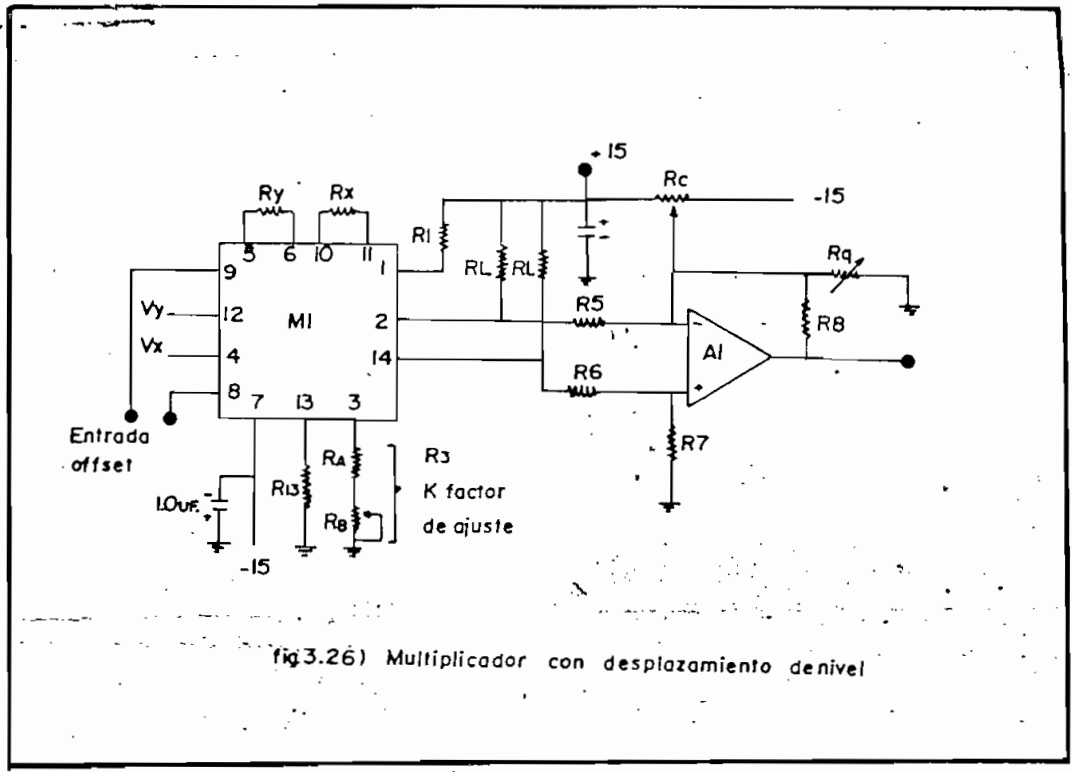 + 15
Rc
-15
Ry
Rx
R1
RL
RL
5
6
10
11
1
9
Rq
R5
R8
Vy
12
M1
2
Vx
4
14
A1
-
+
R6
8
7
13
3
Entrada
offset
R7
RA
R3
K factor
de ajuste
R13
RB
1.0uF.
-
+
-15
fig.3.26) Multiplicador con desplazamiento denivel